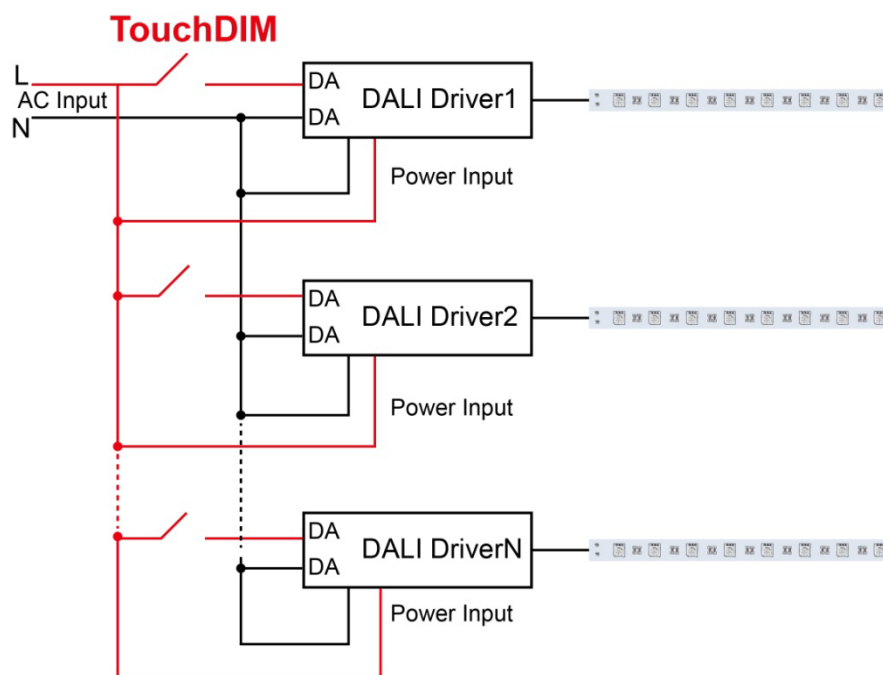 TouchDIM
L
AC Input
N
DA
DA
DALI Driver1
Power Input
DA
DA
DALI Driver2
Power Input
DA
DA
DALI DriverN
Power Input